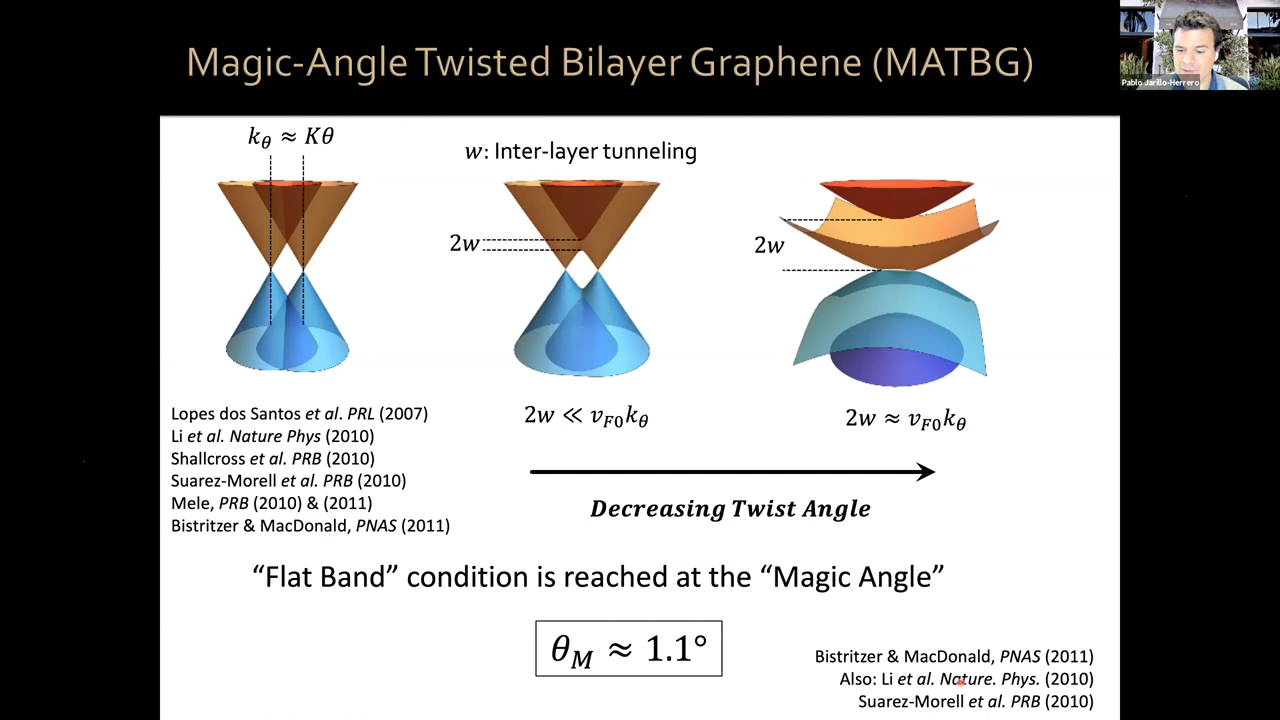 Magic-Angle Twisted Bilayer Graphene (MATBG)
Pablo Jarillo-Herrero
k_θ ≈ Kθ
w: Inter-layer tunneling
2w
2w
Lopes dos Santos et al. PRL (2007)
Li et al. Nature Phys (2010)
Shallcross et al. PRB (2010)
Suarez-Morell et al. PRB (2010)
Mele, PRB (2010) & (2011)
Bistritzer & MacDonald, PNAS (2011)
2w ≪ v_F0 k_θ
2w ≈ v_F0 k_θ
Decreasing Twist Angle
“Flat Band” condition is reached at the “Magic Angle”
θ_M ≈ 1.1°
Bistritzer & MacDonald, PNAS (2011)
Also: Li et al. Nature. Phys. (2010)
Suarez-Morell et al. PRB (2010)